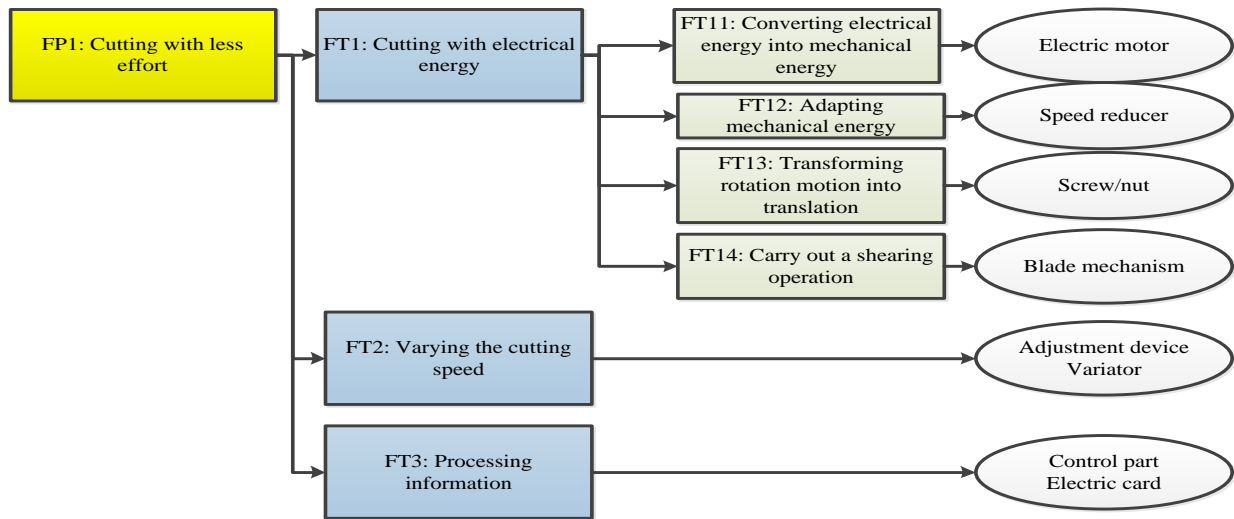 FP1: Cutting with less
effort
FT1: Cutting with electrical
energy
FT11: Converting electrical
energy into mechanical
energy
Electric motor
FT12: Adapting
mechanical energy
Speed reducer
FT13: Transforming
rotation motion into
translation
Screw/nut
FT14: Carry out a shearing
operation
Blade mechanism
FT2: Varying the cutting
speed
Adjustment device
Variator
FT3: Processing
information
Control part
Electric card